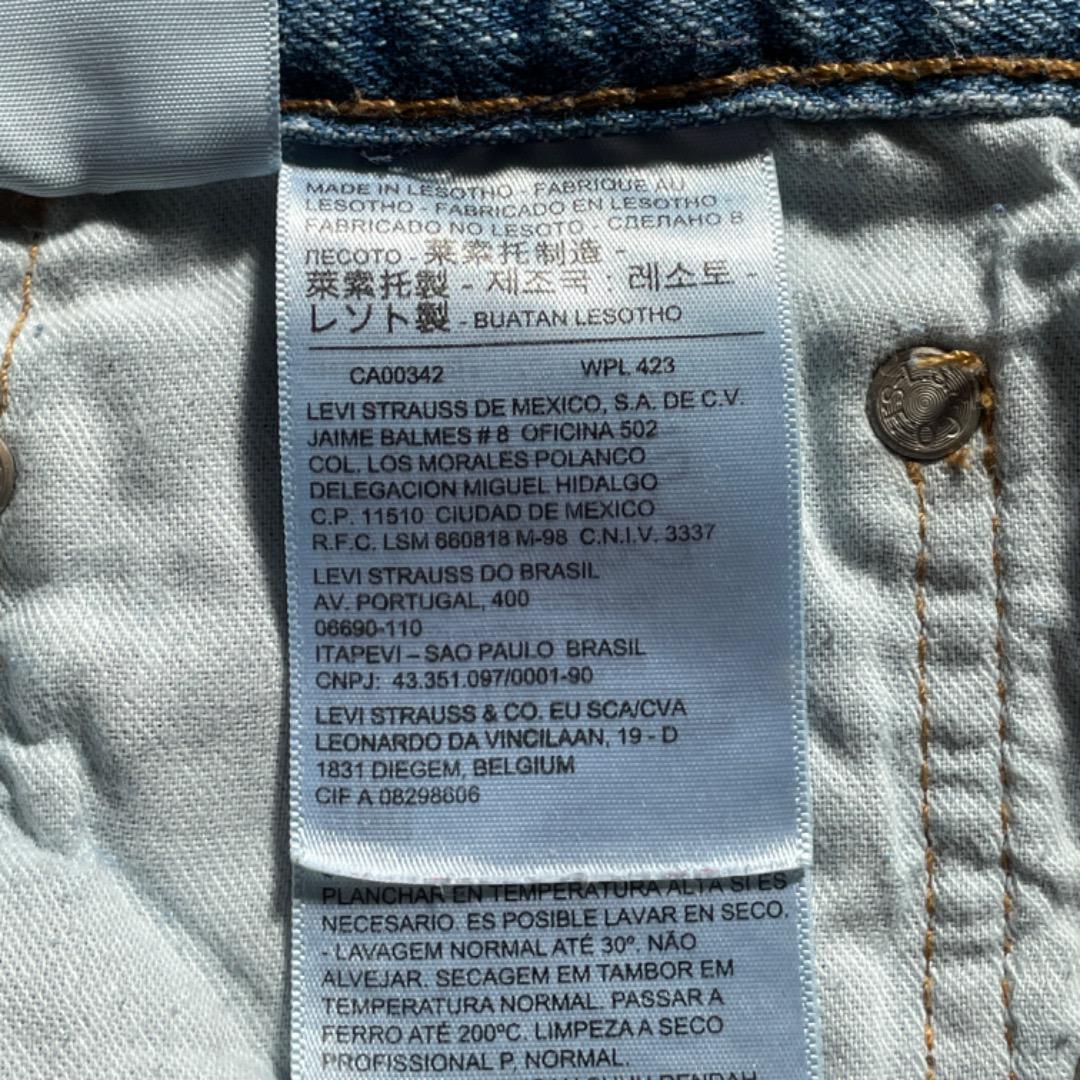 MADE IN LESOTHO - FABRIQUE AU
LESOTHO - FABRICADO EN LESOTHO -
FABRICADO NO LESOTO - СДЕЛАНО В
ЛЕСОТО - 莱索托制造 -
萊索托製 - 제조국 : 레소토 -
レソト製 - BUATAN LESOTHO
CA00342 WPL 423
LEVI STRAUSS DE MEXICO, S.A. DE C.V.
JAIME BALMES # 8 OFICINA 502
COL. LOS MORALES POLANCO
DELEGACION MIGUEL HIDALGO
C.P. 11510 CIUDAD DE MEXICO
R.F.C. LSM 660818 M-98 C.N.I.V. 3337
LEVI STRAUSS DO BRASIL
AV. PORTUGAL, 400
06690-110
ITAPEVI – SAO PAULO BRASIL
CNPJ: 43.351.097/0001-90
LEVI STRAUSS & CO. EU SCA/CVA
LEONARDO DA VINCILAAN, 19 - D
1831 DIEGEM, BELGIUM
CIF A 08298606
PLANCHAR EN TEMPERATURA ALTA SI ES
NECESARIO. ES POSIBLE LAVAR EN SECO.
- LAVAGEM NORMAL ATÉ 30º. NÃO
ALVEJAR. SECAGEM EM TAMBOR EM
TEMPERATURA NORMAL. PASSAR A
FERRO ATÉ 200ºC. LIMPEZA A SECO
PROFISSIONAL P. NORMAL.